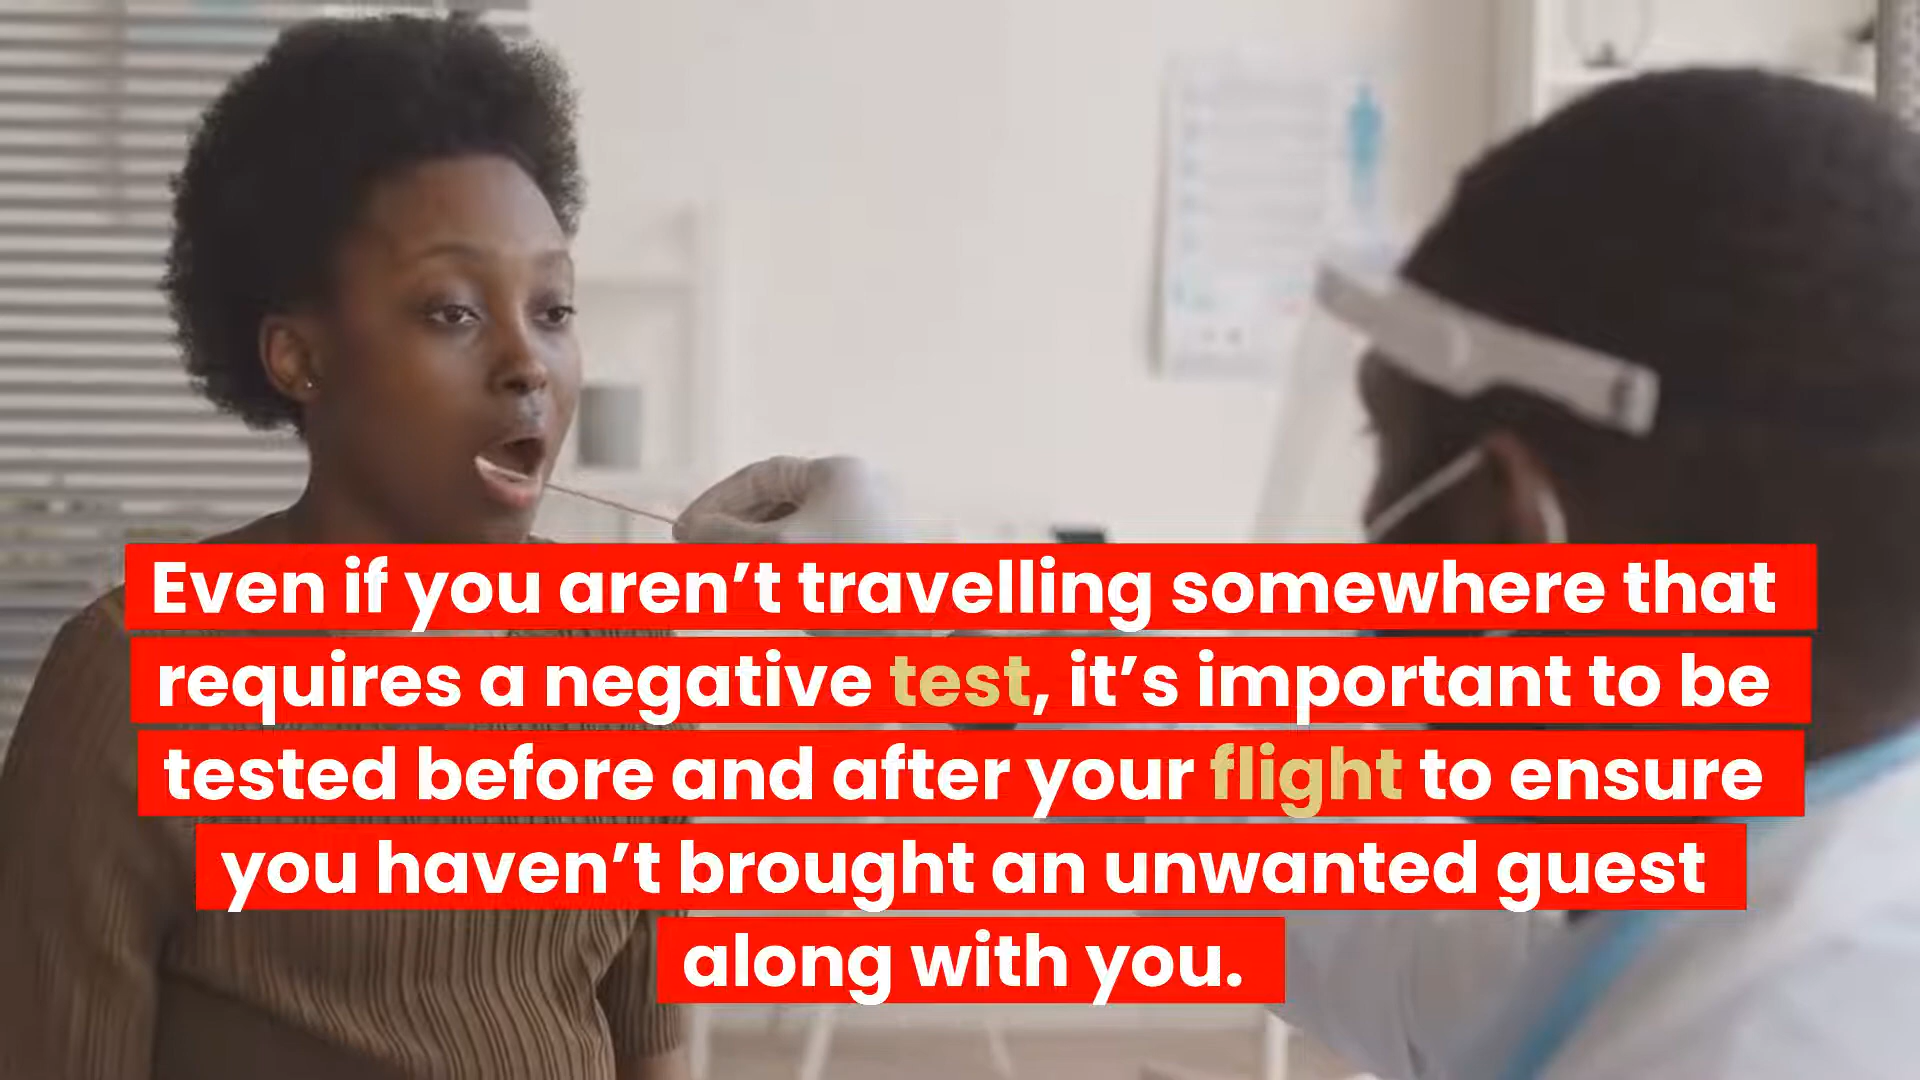 Even if you aren’t travelling somewhere that
requires a negative test, it’s important to be
tested before and after your flight to ensure
you haven’t brought an unwanted guest
along with you.